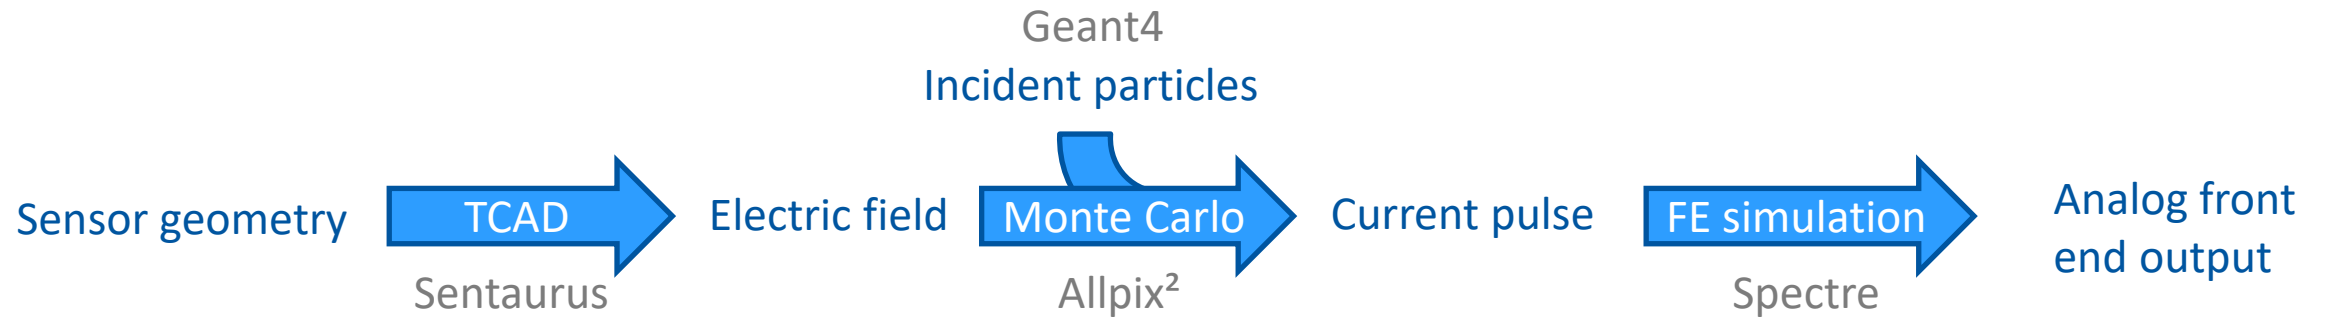 Geant4
Incident particles
Sensor geometry
TCAD
Sentaurus
Electric field
Monte Carlo
Allpix²
Current pulse
FE simulation
Spectre
Analog front
end output